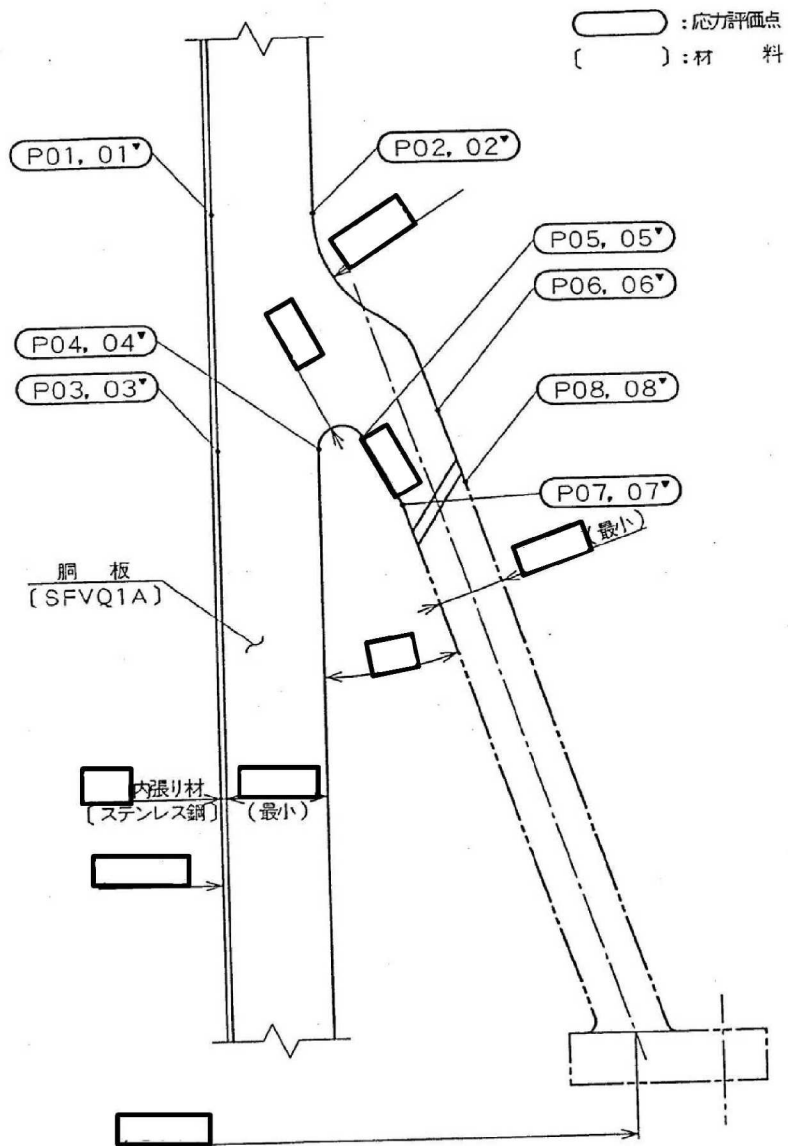 : 応力評価点
[ ] : 材 料
P01, 01▼
P02, 02▼
P05, 05▼
P06, 06▼
P04, 04▼
P03, 03▼
P08, 08▼
P07, 07▼
(最小)
胴 板
[SFVQ1A]
内張り材
[ステンレス鋼]
(最小)